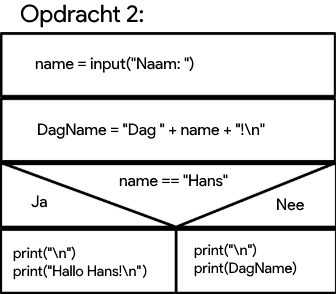 Opdracht 2:
name = input("Naam: ")
DagName = "Dag " + name + "!\n"
name == "Hans"
Ja
Nee
print("\n")
print("Hallo Hans!\n")
print("\n")
print(DagName)